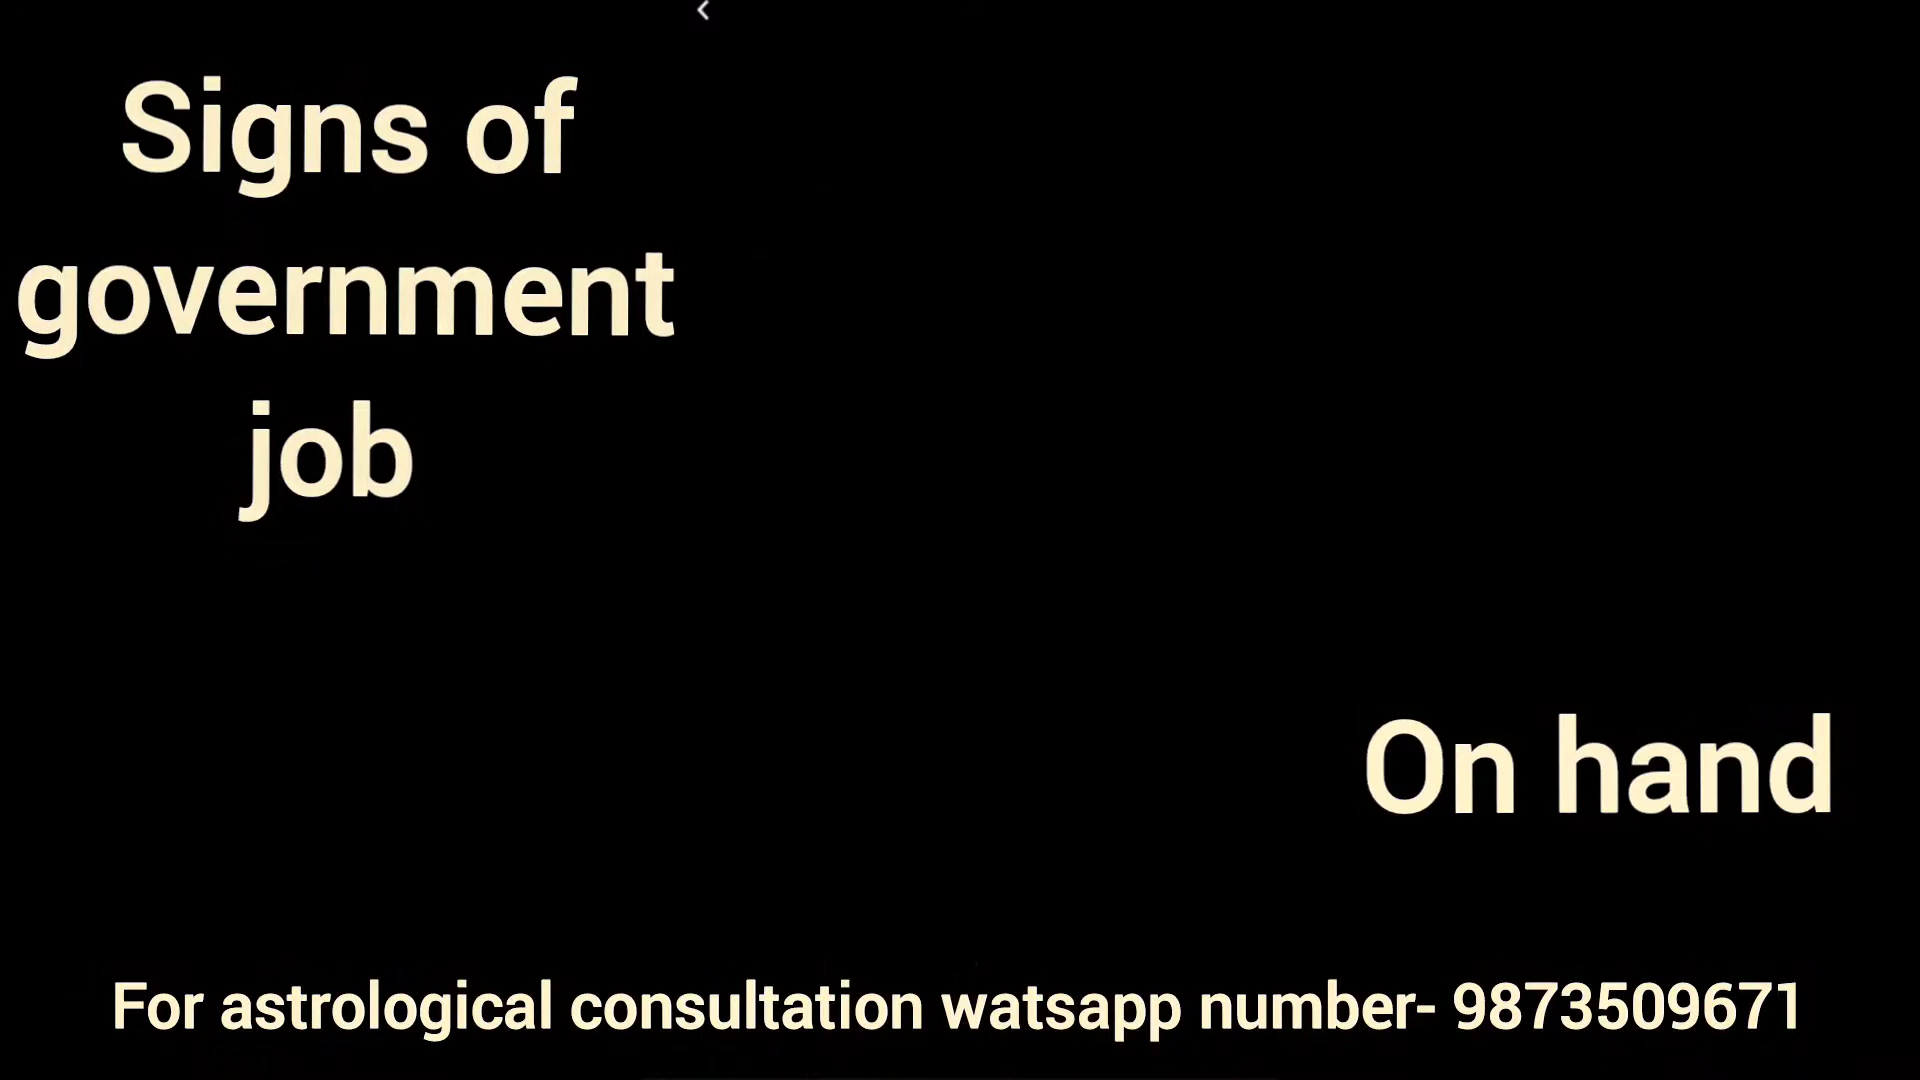 Signs of
government
job
On hand
For astrological consultation watsapp number- 9873509671